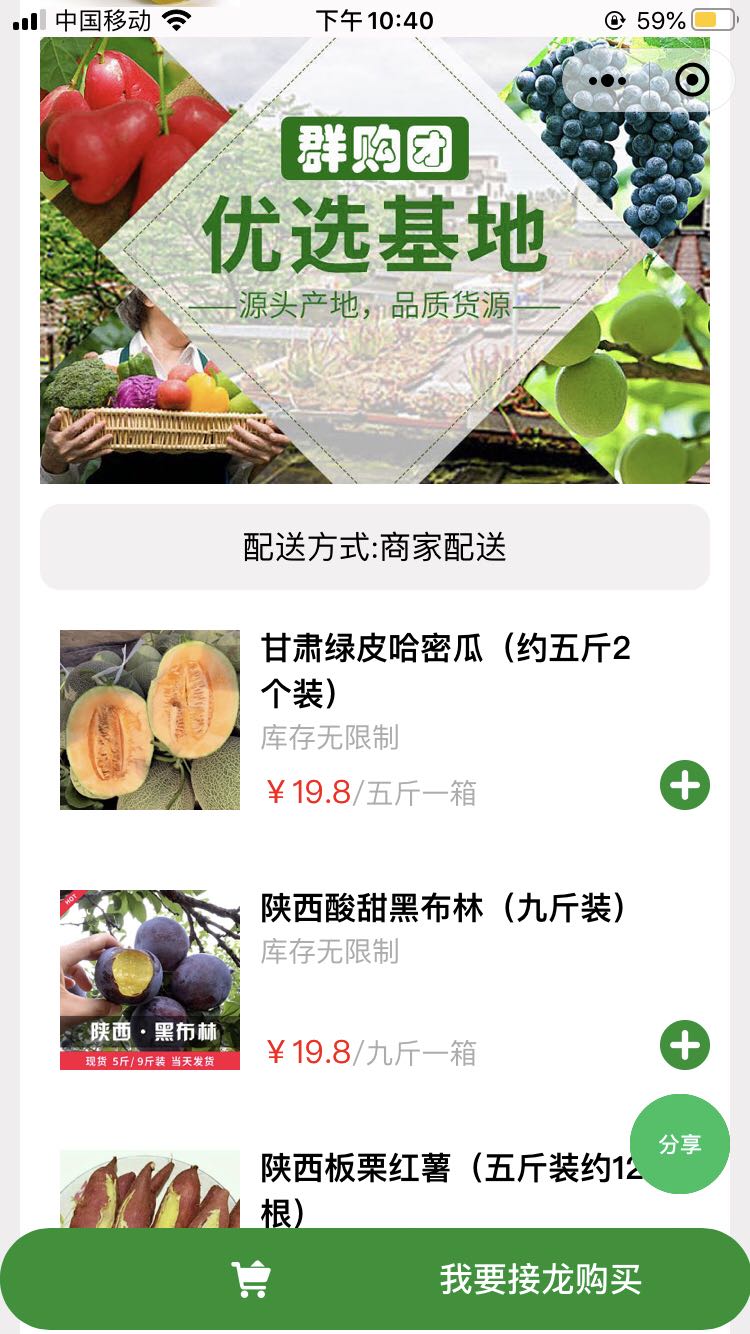 中国移动
下午10:40
59%
群购团
优选基地
源头产地，品质货源
配送方式:商家配送
甘肃绿皮哈密瓜（约五斤2
个装）
库存无限制
¥19.8/五斤一箱
HOT
陕西酸甜黑布林（九斤装）
库存无限制
陕西·黑布林
现货 5斤/9斤装 当天发货
¥19.8/九斤一箱
分享
陕西板栗红薯（五斤装约12
根）
我要接龙购买